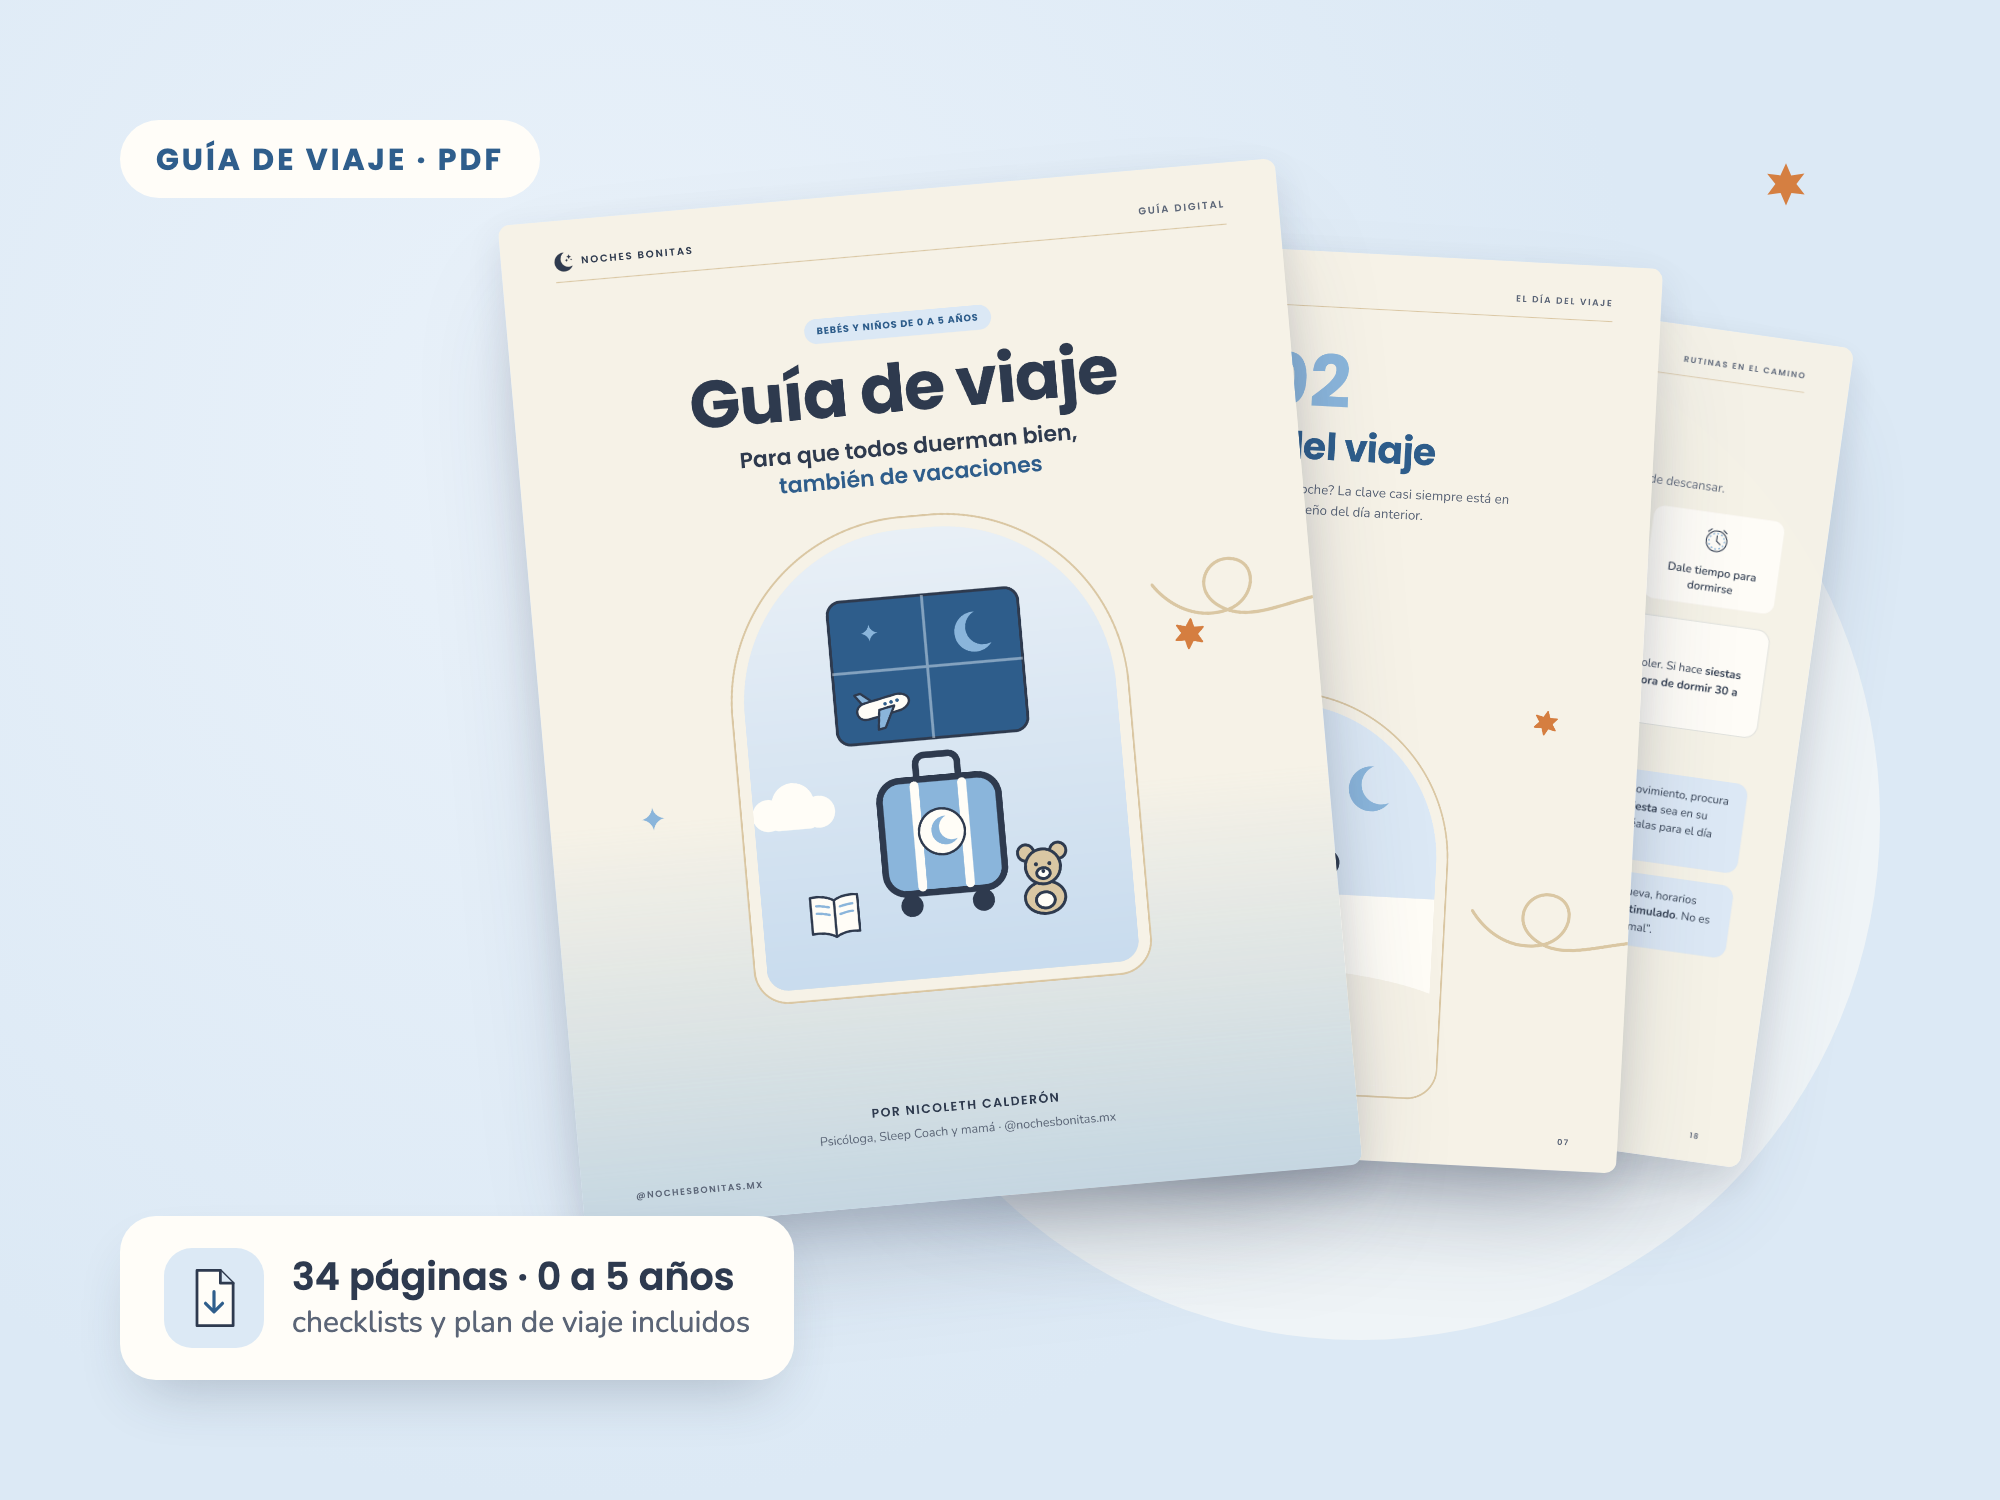 GUÍA DE VIAJE · PDF
NOCHES BONITAS
GUÍA DIGITAL
BEBÉS Y NIÑOS DE 0 A 5 AÑOS
Guía de viaje
Para que todos duerman bien,
también de vacaciones
POR NICOLETH CALDERÓN
Psicóloga, Sleep Coach y mamá · @nochesbonitas.mx
@NOCHESBONITAS.MX
EL DÍA DEL VIAJE
02
del viaje
oche? La clave casi siempre está en
eño del día anterior.
07
RUTINAS EN EL CAMINO
de descansar.
Dale tiempo para
dormirse
oler. Si hace siestas
ora de dormir 30 a
ovimiento, procura
esta sea en su
alas para el día
ueva, horarios
timulado. No es
mal".
18
34 páginas · 0 a 5 años
checklists y plan de viaje incluidos